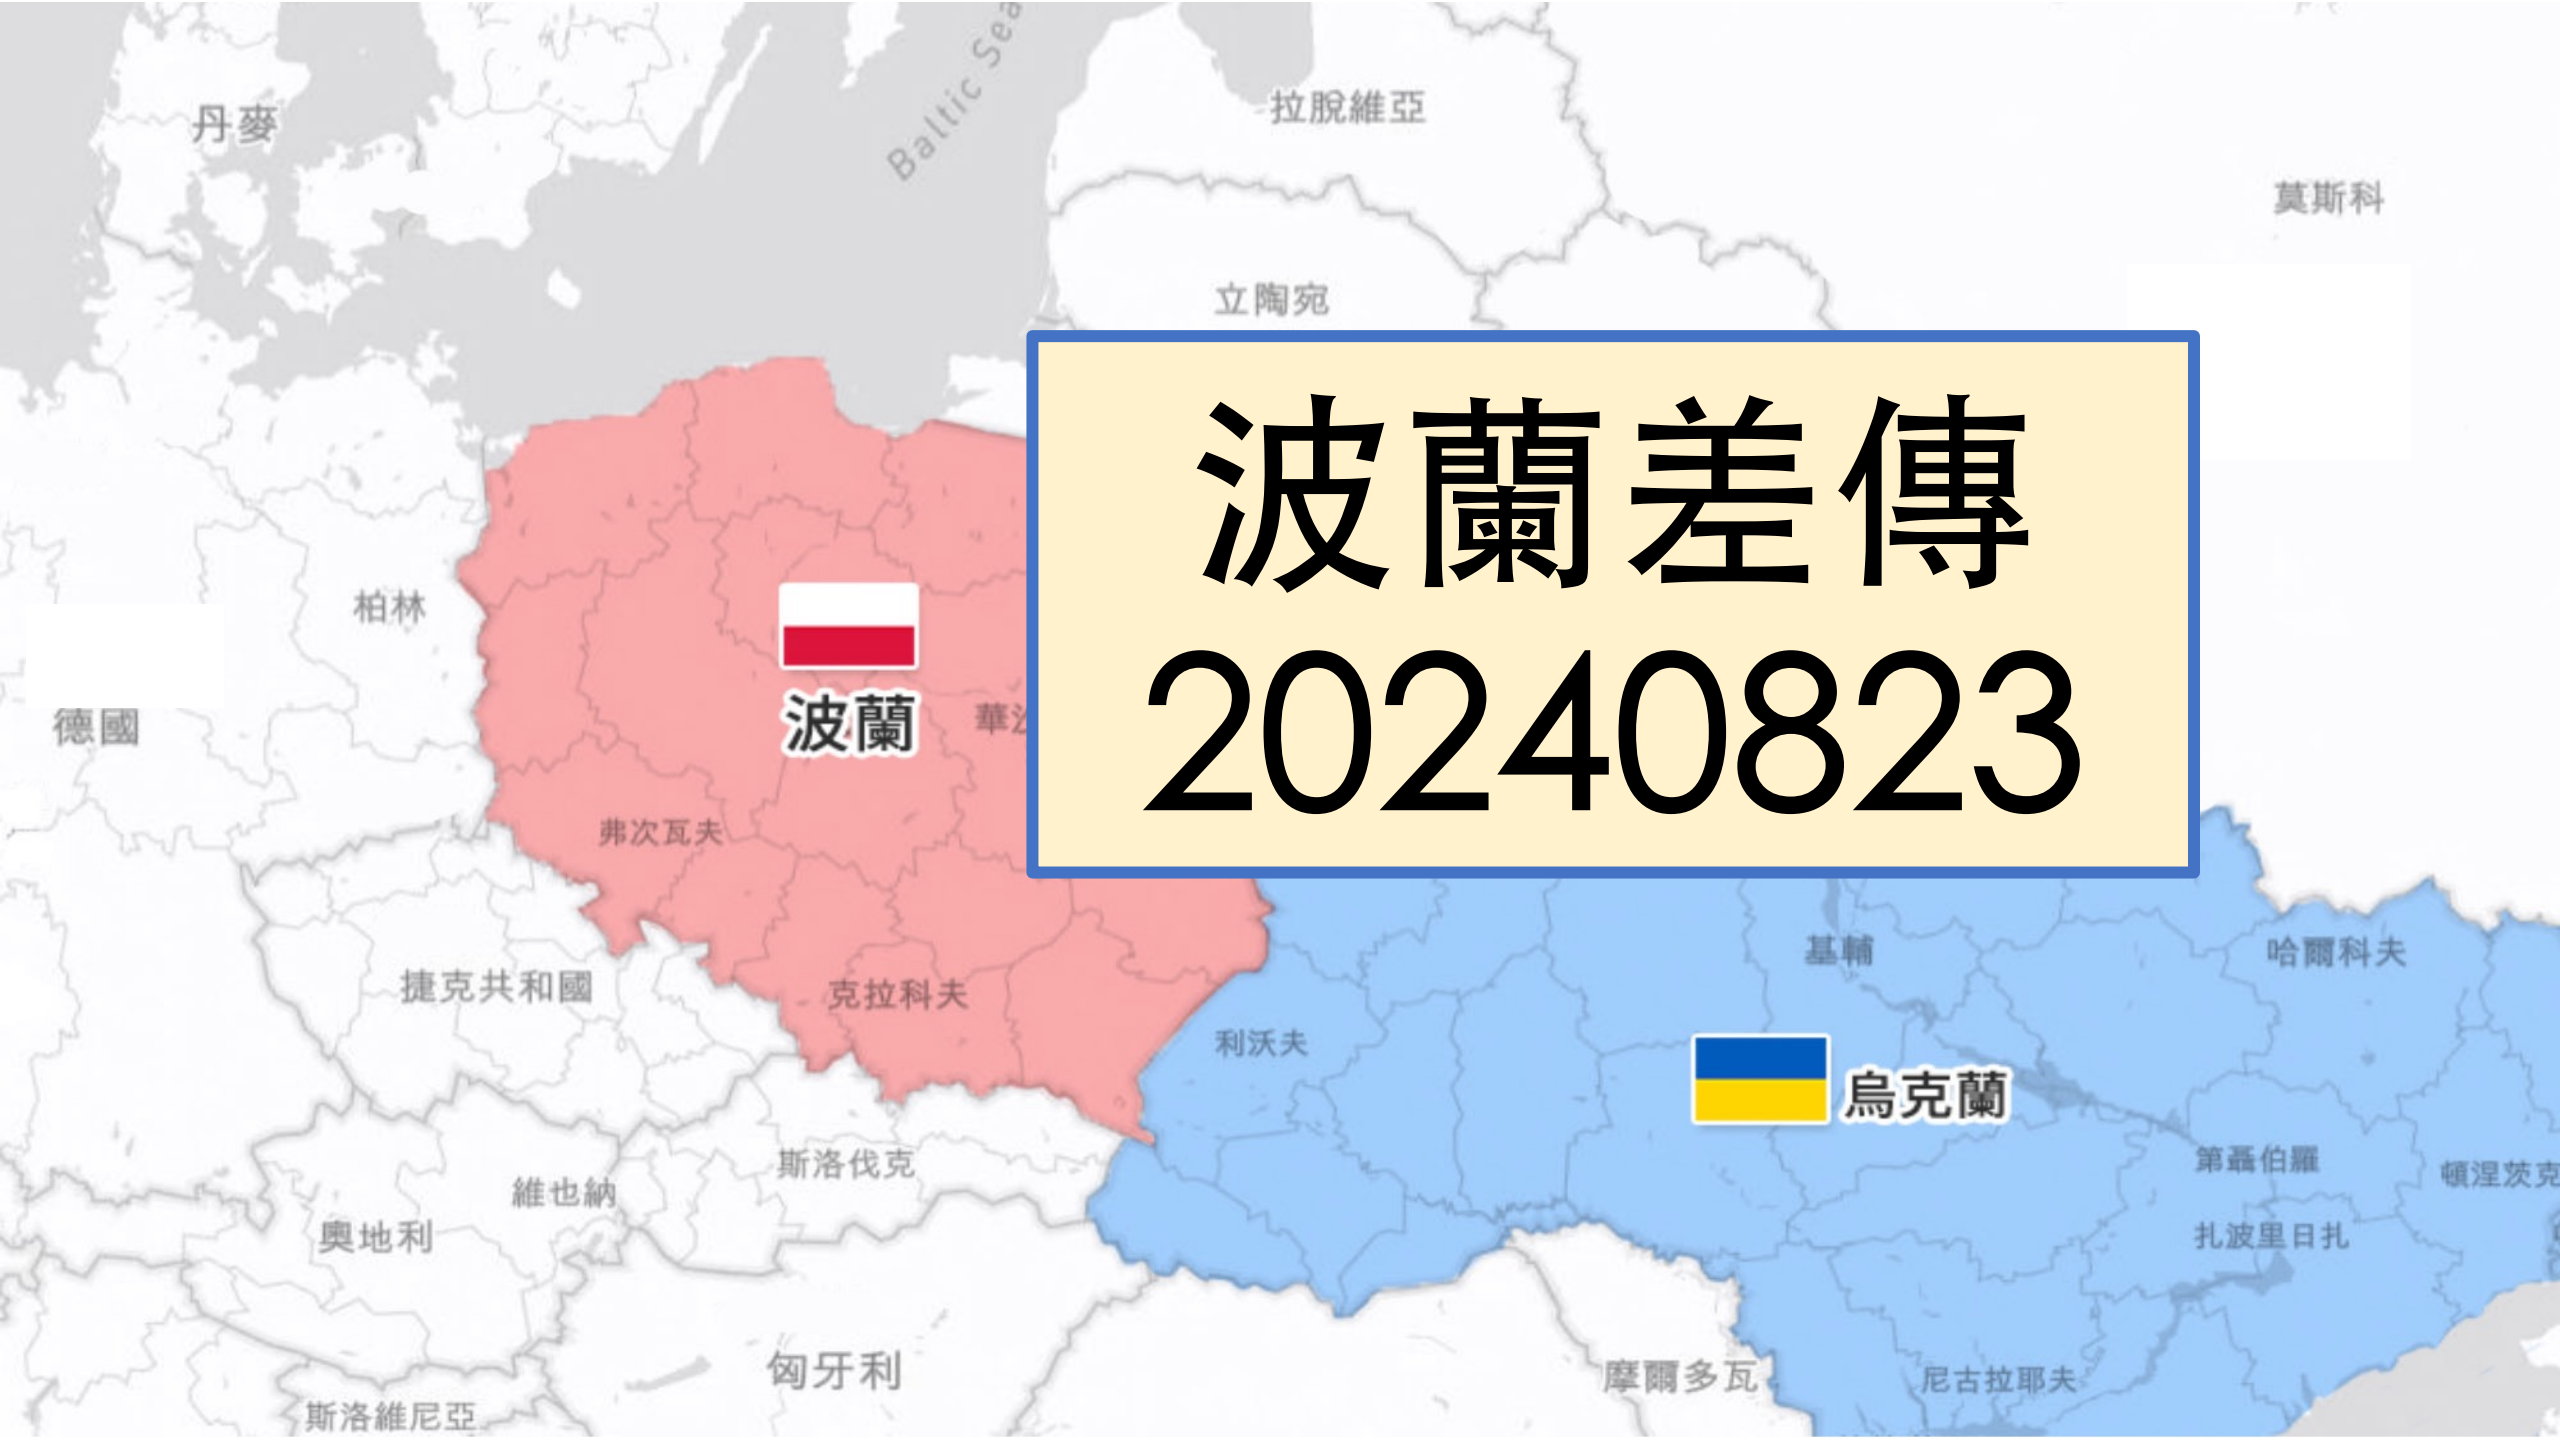 Baltic Sea
丹麥
拉脫維亞
莫斯科
立陶宛
波蘭差傳
20240823
柏林
德國
波蘭
弗次瓦夫
捷克共和國
克拉科夫
利沃夫
基輔
哈爾科夫
烏克蘭
斯洛伐克
維也納
奧地利
第聶伯羅
頓涅茨克
扎波里日扎
匈牙利
摩爾多瓦
尼古拉耶夫
斯洛維尼亞